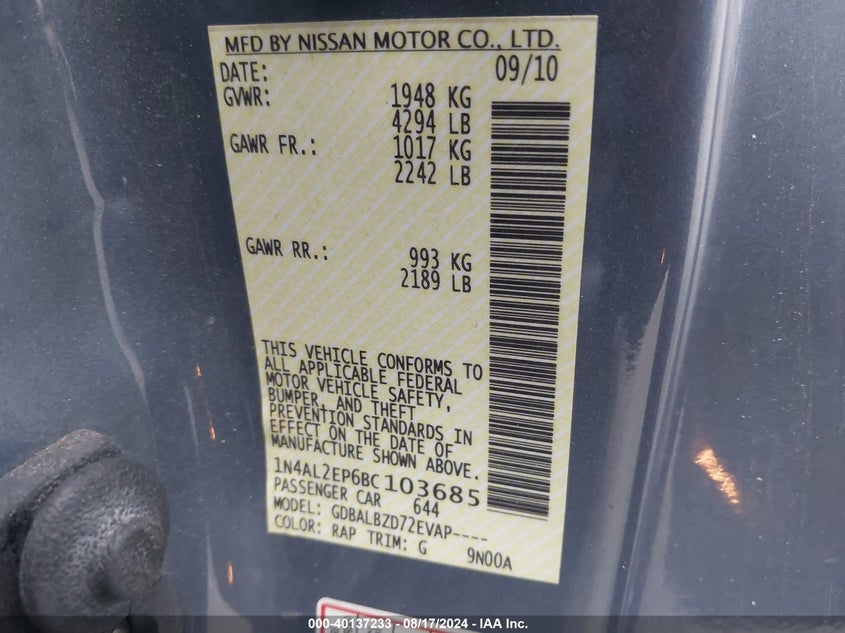 MFD BY NISSAN MOTOR CO., LTD.
DATE: 09/10
GVWR: 1948 KG
4294 LB
GAWR FR.: 1017 KG
2242 LB
GAWR RR.: 993 KG
2189 LB
THIS VEHICLE CONFORMS TO
ALL APPLICABLE FEDERAL
MOTOR VEHICLE SAFETY,
BUMPER, AND THEFT
PREVENTION STANDARDS IN
EFFECT ON THE DATE OF
MANUFACTURE SHOWN ABOVE.
1N4AL2EP6BC103685
PASSENGER CAR 644
MODEL: GDBALBZD72EVAP----
COLOR: RAP TRIM: G 9N00A
000-40137233 - 08/17/2024 - IAA Inc.